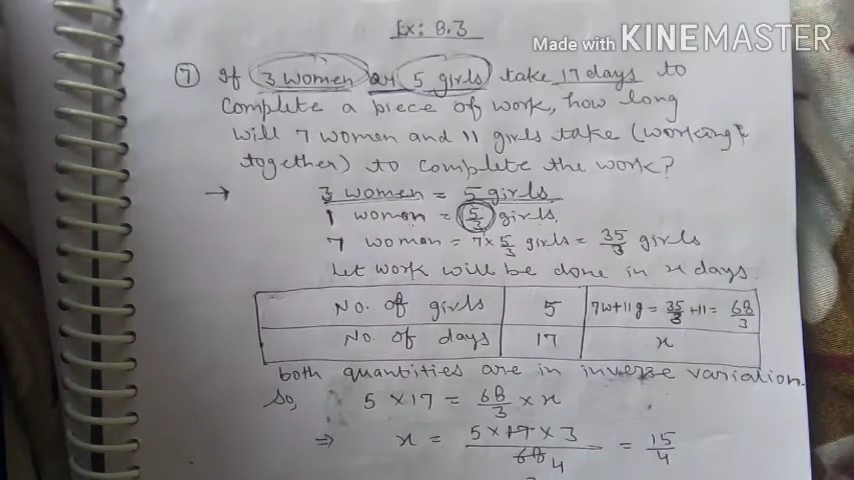 Ex: 8.3
Made with KINEMASTER
7 If 3 women or 5 girls take 17 days to
complete a piece of work, how long
will 7 women and 11 girls take (working
together) to complete the work?
→ 3 women = 5 girls
1 women = 5/3 girls
7 women = 7 × 5/3 girls = 35/3 girls
Let work will be done in x days.
No. of girls 5 7w+11g = 35/3 +11 = 68/3
No. of days 17 x
both quantities are in inverse variation.
So, 5 × 17 = 68/3 × x
⇒ x = 5 × 17 × 3 / 68 4 = 15/4